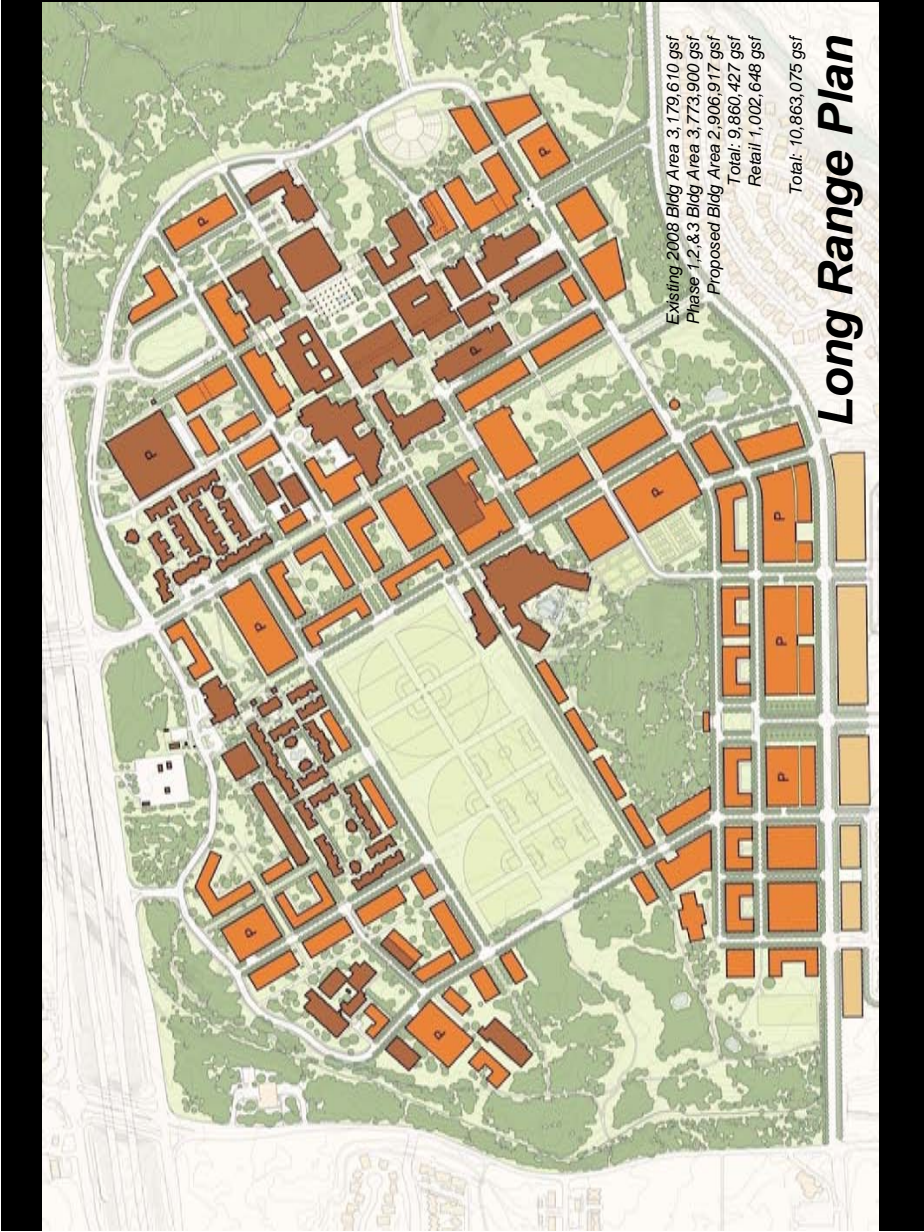 P
P
P
P
P
P
P
P
P
P
P
Existing 2008 Bldg Area 3,179,610 gsf
Phase 1,2,&3 Bldg Area 3,773,900 gsf
Proposed Bldg Area 2,906,917 gsf
Total: 9,860,427 gsf
Retail 1,002,648 gsf
Total: 10,863,075 gsf
Long Range Plan